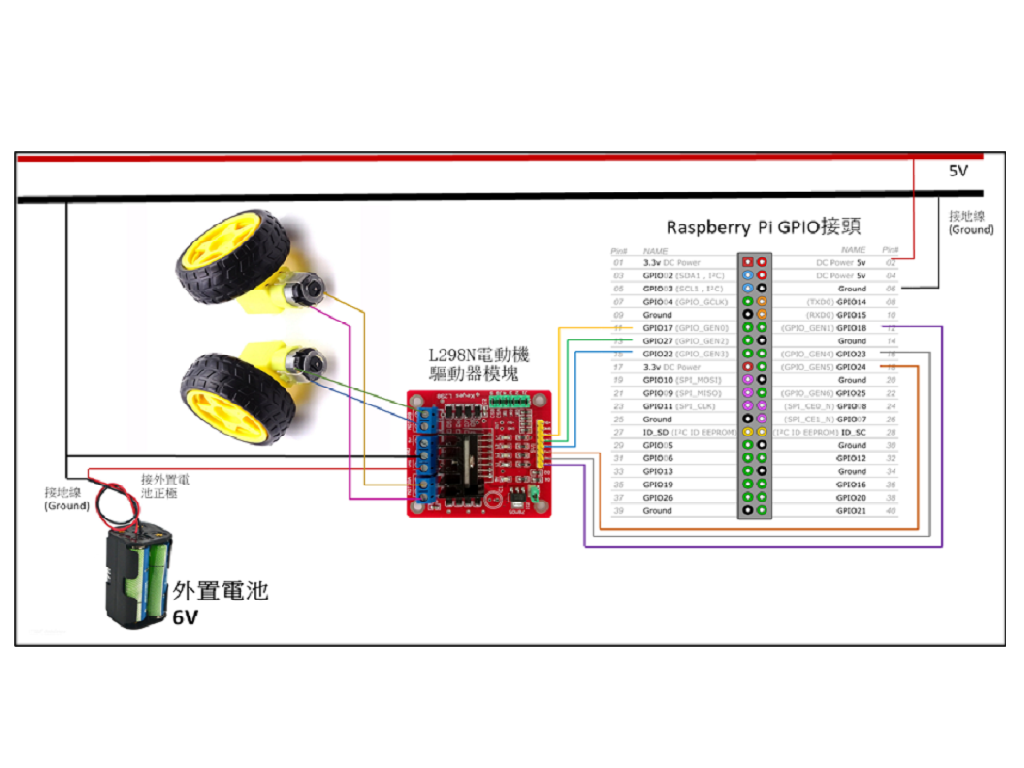 5V
接地線
(Ground)
Raspberry Pi GPIO接頭
Pin# NAME NAME Pin#
01 3.3v DC Power DC Power 5v 02
03 GPIO02 (SDA1 , I²C) DC Power 5v 04
05 GPIO03 (SCL1 , I²C) Ground 06
07 GPIO04 (GPIO_GCLK) (TXD0) GPIO14 08
09 Ground (RXD0) GPIO15 10
11 GPIO17 (GPIO_GEN0) (GPIO_GEN1) GPIO18 12
13 GPIO27 (GPIO_GEN2) Ground 14
15 GPIO22 (GPIO_GEN3) (GPIO_GEN4) GPIO23 16
17 3.3v DC Power (GPIO_GEN5) GPIO24 18
19 GPIO10 (SPI_MOSI) Ground 20
21 GPIO09 (SPI_MISO) (GPIO_GEN6) GPIO25 22
23 GPIO11 (SPI_CLK) (SPI_CE0_N) GPIO08 24
25 Ground (SPI_CE1_N) GPIO07 26
27 ID_SD (I²C ID EEPROM) (I²C ID EEPROM) ID_SC 28
29 GPIO05 Ground 30
31 GPIO06 GPIO12 32
33 GPIO13 Ground 34
35 GPIO19 GPIO16 36
37 GPIO26 GPIO20 38
39 Ground GPIO21 40
L298N電動機
驅動器模塊
接地線
(Ground)
接外置電
池正極
外置電池
6V